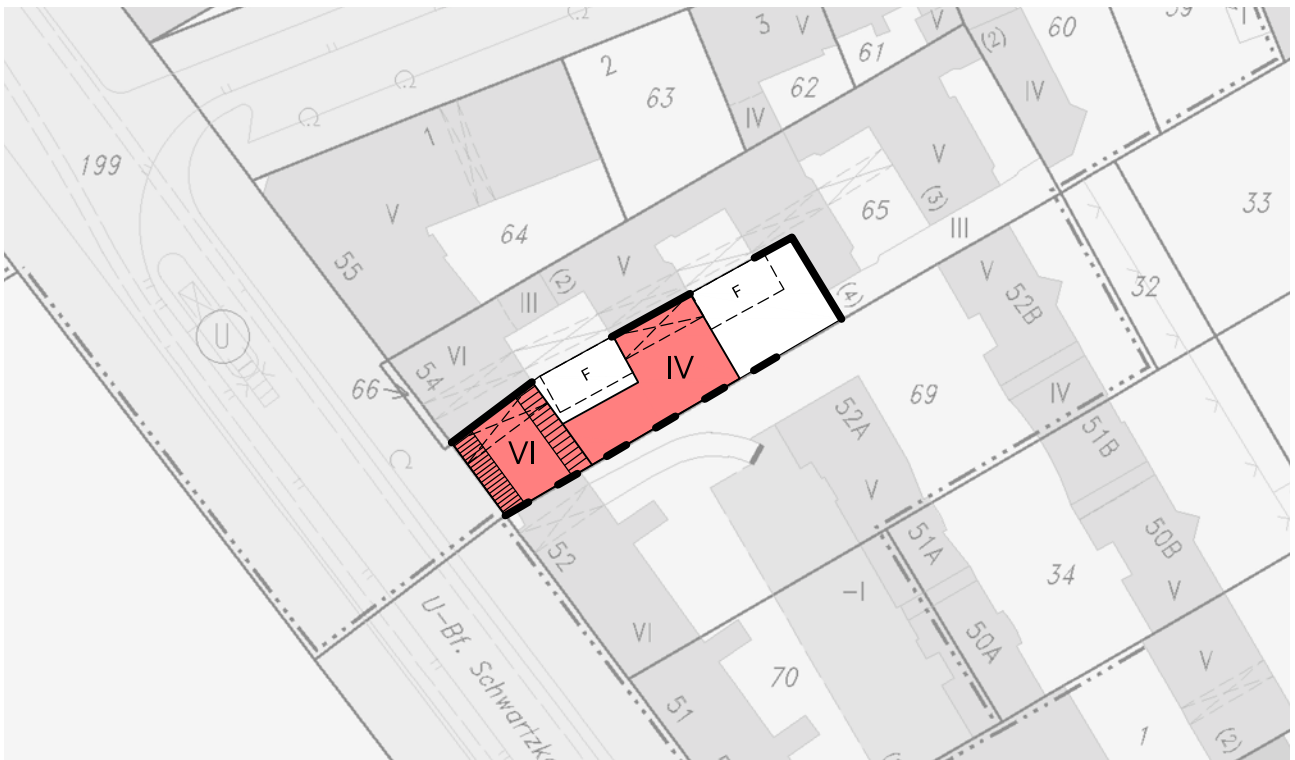 3
V
V
59
I
2
61
(2)
60
63
62
IV
IV
1
199
V
V
(3)
65
33
64
V
55
(2)
III
V
III
F
(4)
52B
32
U
VI
54
66
F
IV
69
IV
VI
52A
51B
V
51A
50B
52
34
V
U-Bf. Schwartzk
-I
VI
50A
V
70
51
1
(2)